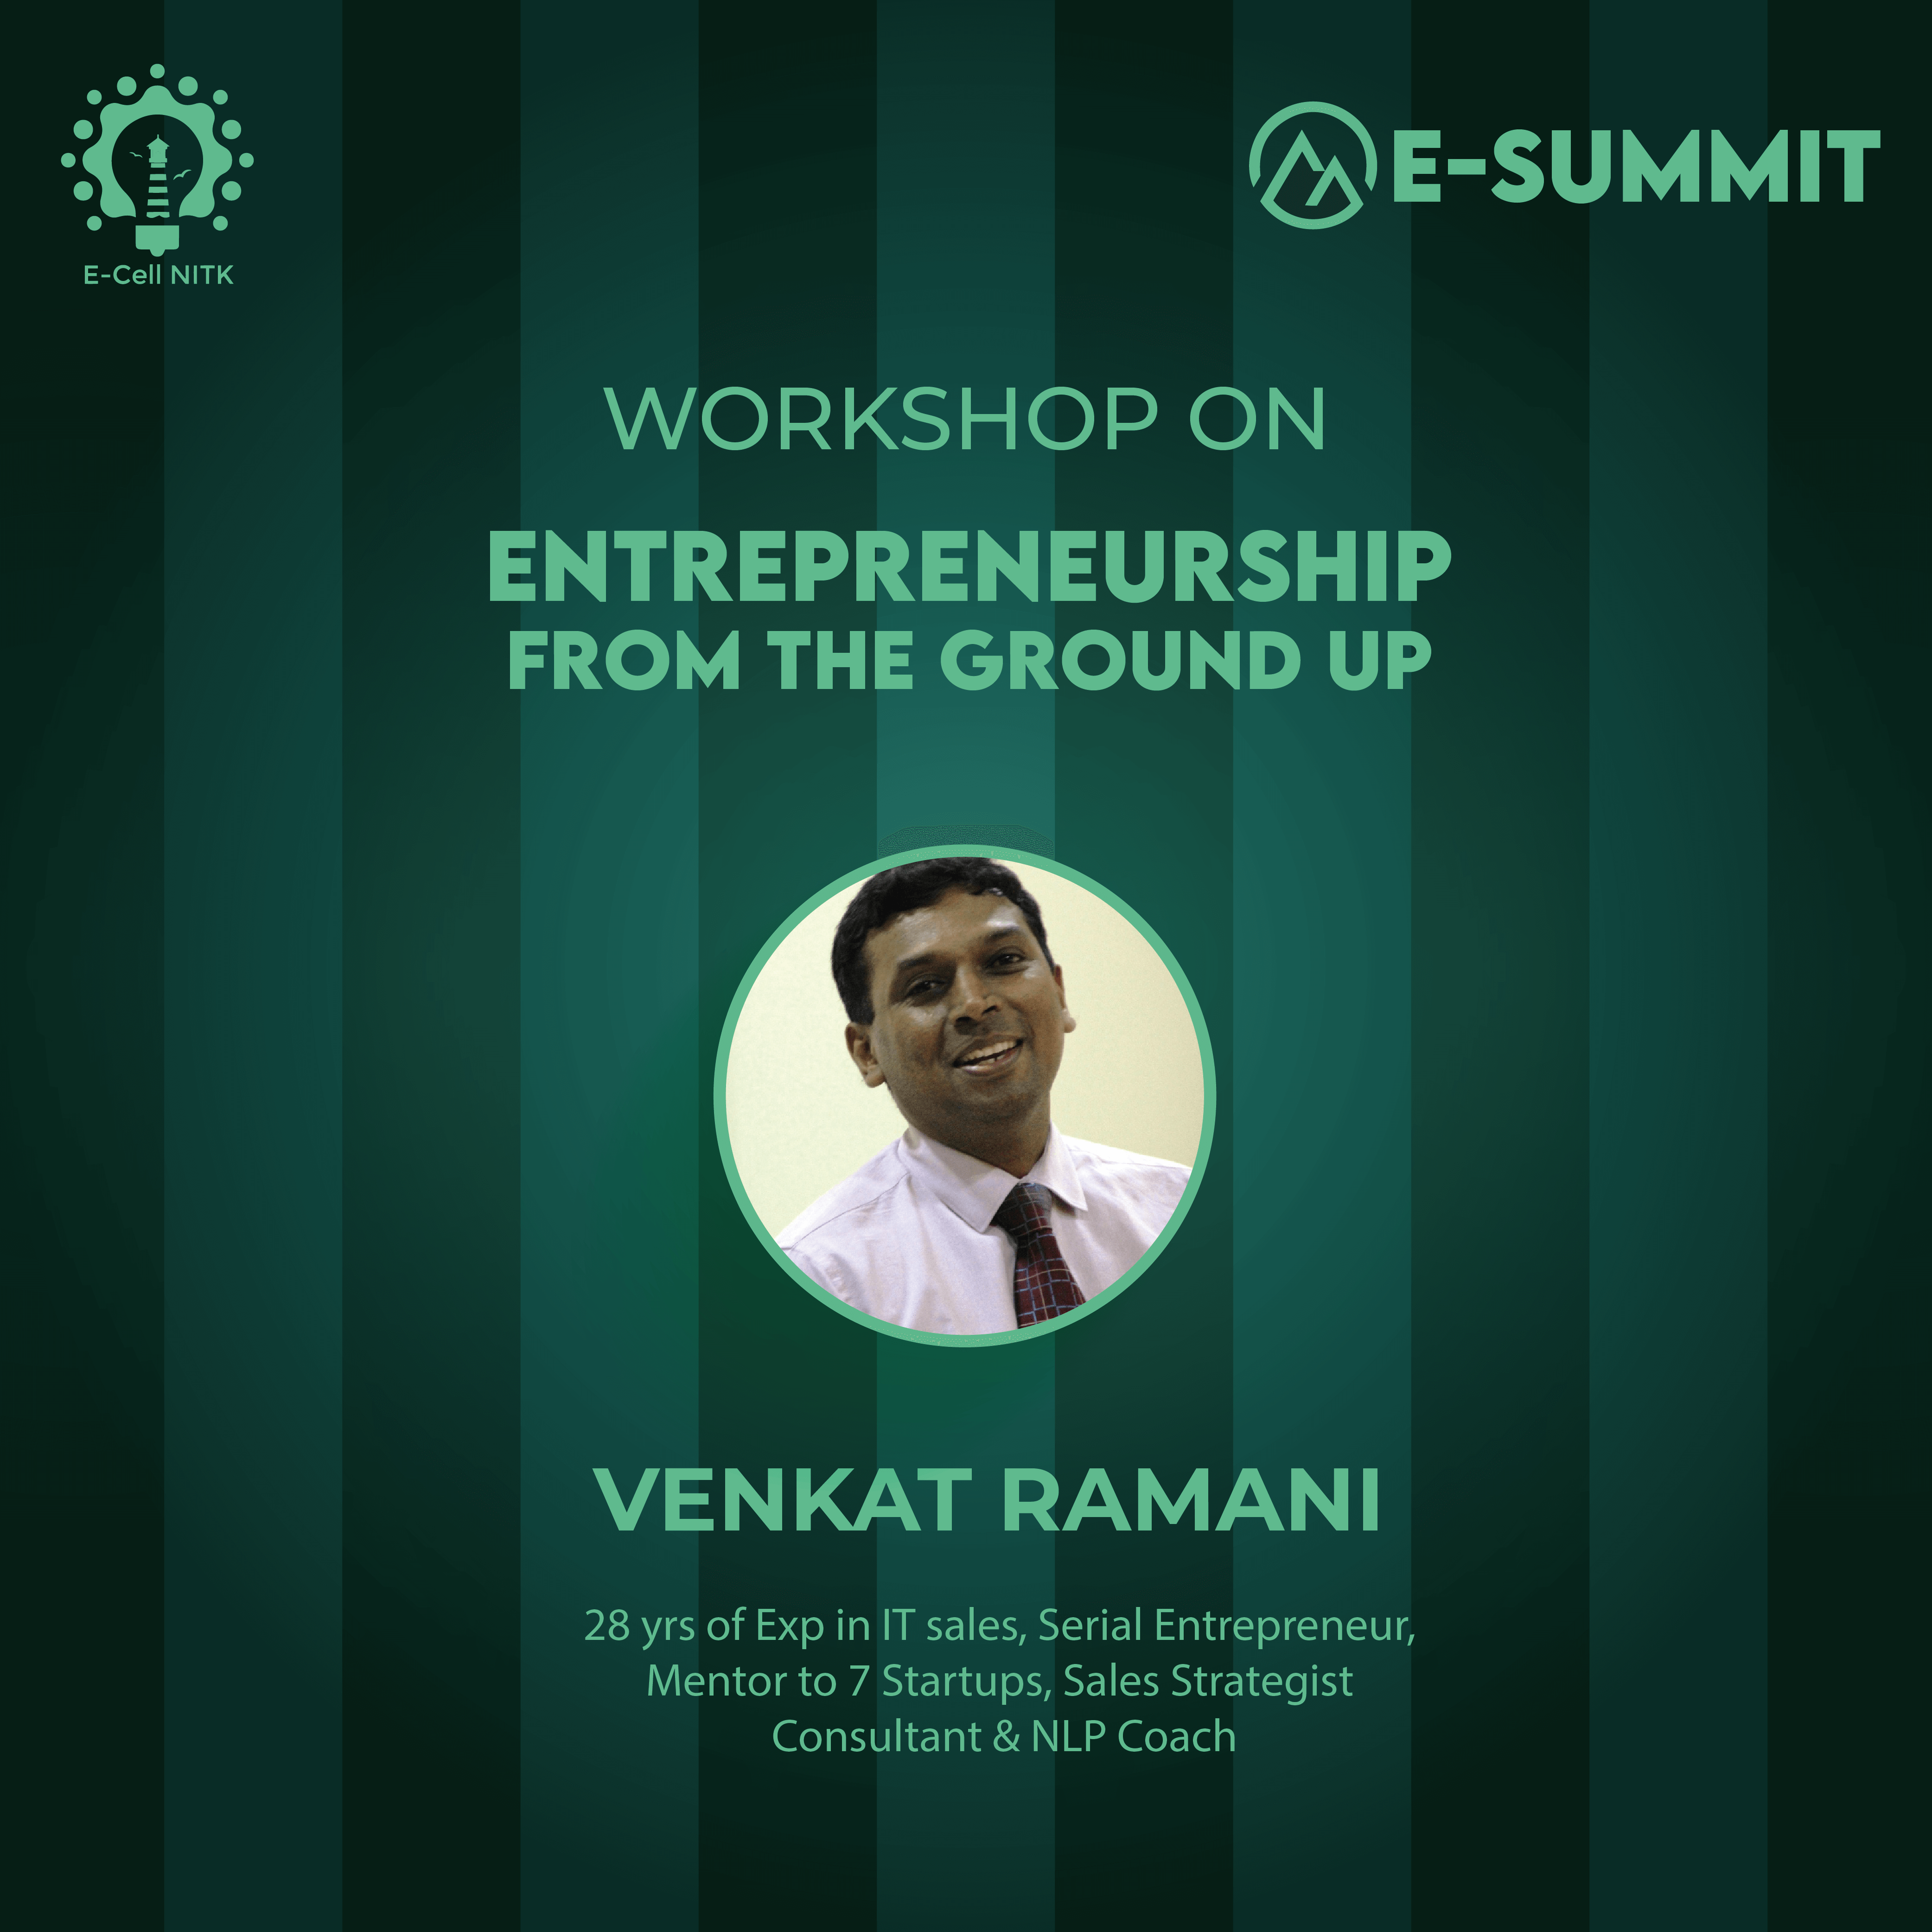 E-Cell NITK
E-SUMMIT
WORKSHOP ON
ENTREPRENEURSHIP
FROM THE GROUND UP
VENKAT RAMANI
28 yrs of Exp in IT sales, Serial Entrepreneur,
Mentor to 7 Startups, Sales Strategist
Consultant & NLP Coach